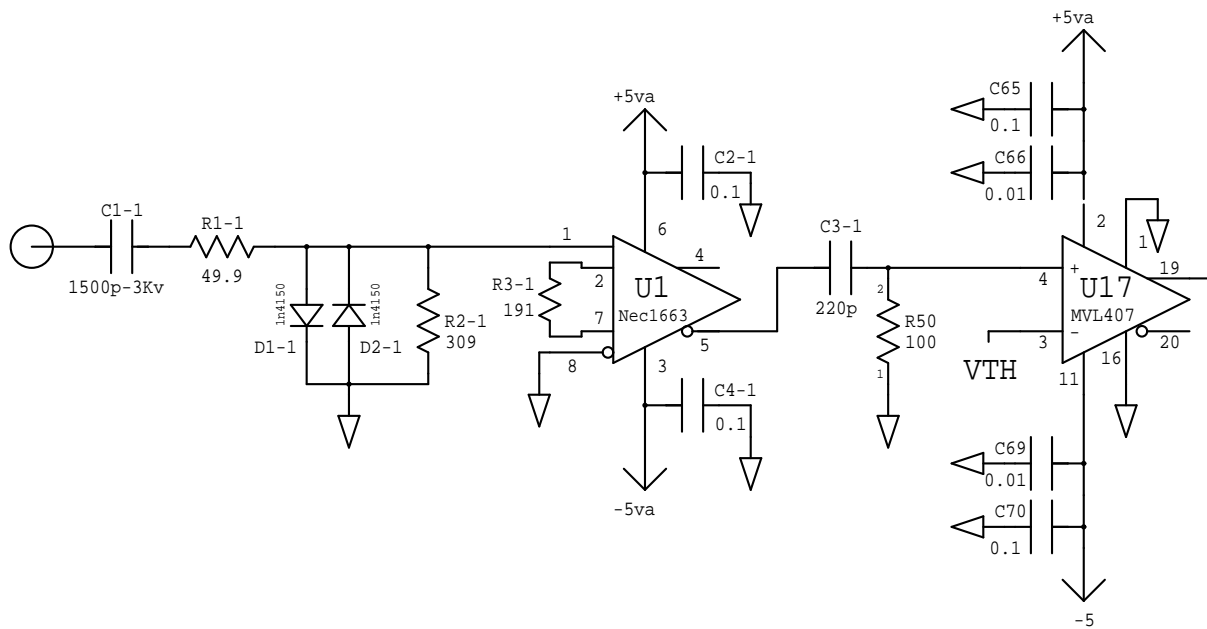 +5va
C65
0.1
C66
0.01
+5va
C2-1
0.1
C1-1
1500p-3Kv
R1-1
49.9
1n4150
D1-1
1n4150
D2-1
R2-1
309
R3-1
191
1
2
7
8
6
4
U1
Nec1663
5
3
C4-1
0.1
-5va
C3-1
220p
2
R50
100
1
2
1
4
+
U17
MVL407
19
-
3
20
VTH
16
11
C69
0.01
C70
0.1
-5